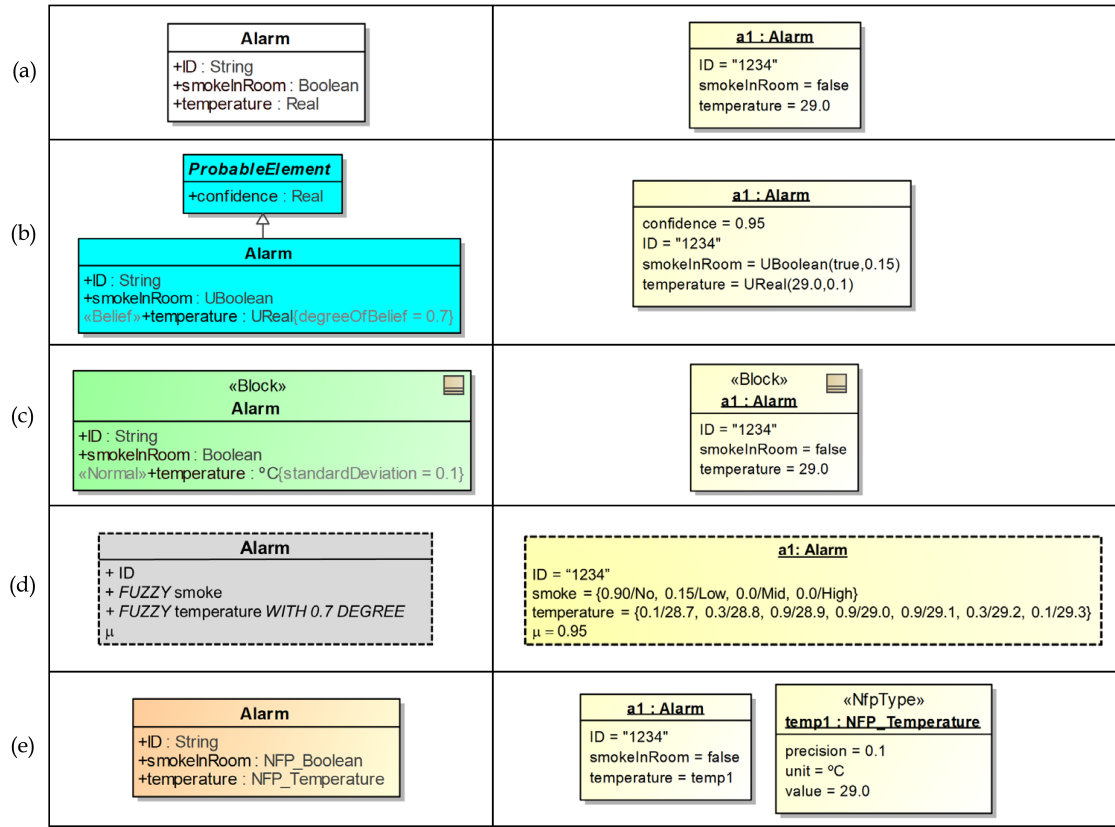 (a)
Alarm
+ID : String
+smokeInRoom : Boolean
+temperature : Real
a1 : Alarm
ID = "1234"
smokeInRoom = false
temperature = 29.0
(b)
ProbableElement
+confidence : Real
Alarm
+ID : String
+smokeInRoom : UBoolean
«Belief»+temperature : UReal{degreeOfBelief = 0.7}
a1 : Alarm
confidence = 0.95
ID = "1234"
smokeInRoom = UBoolean(true,0.15)
temperature = UReal(29.0,0.1)
(c)
«Block»
Alarm
+ID : String
+smokeInRoom : Boolean
«Normal»+temperature : ºC{standardDeviation = 0.1}
«Block»
a1 : Alarm
ID = "1234"
smokeInRoom = false
temperature = 29.0
(d)
Alarm
+ ID
+ FUZZY smoke
+ FUZZY temperature WITH 0.7 DEGREE
μ
a1: Alarm
ID = “1234”
smoke = {0.90/No, 0.15/Low, 0.0/Mid, 0.0/High}
temperature = {0.1/28.7, 0.3/28.8, 0.9/28.9, 0.9/29.0, 0.9/29.1, 0.3/29.2, 0.1/29.3}
μ = 0.95
(e)
Alarm
+ID : String
+smokeInRoom : NFP_Boolean
+temperature : NFP_Temperature
a1 : Alarm
ID = "1234"
smokeInRoom = false
temperature = temp1
«NfpType»
temp1 : NFP_Temperature
precision = 0.1
unit = ºC
value = 29.0